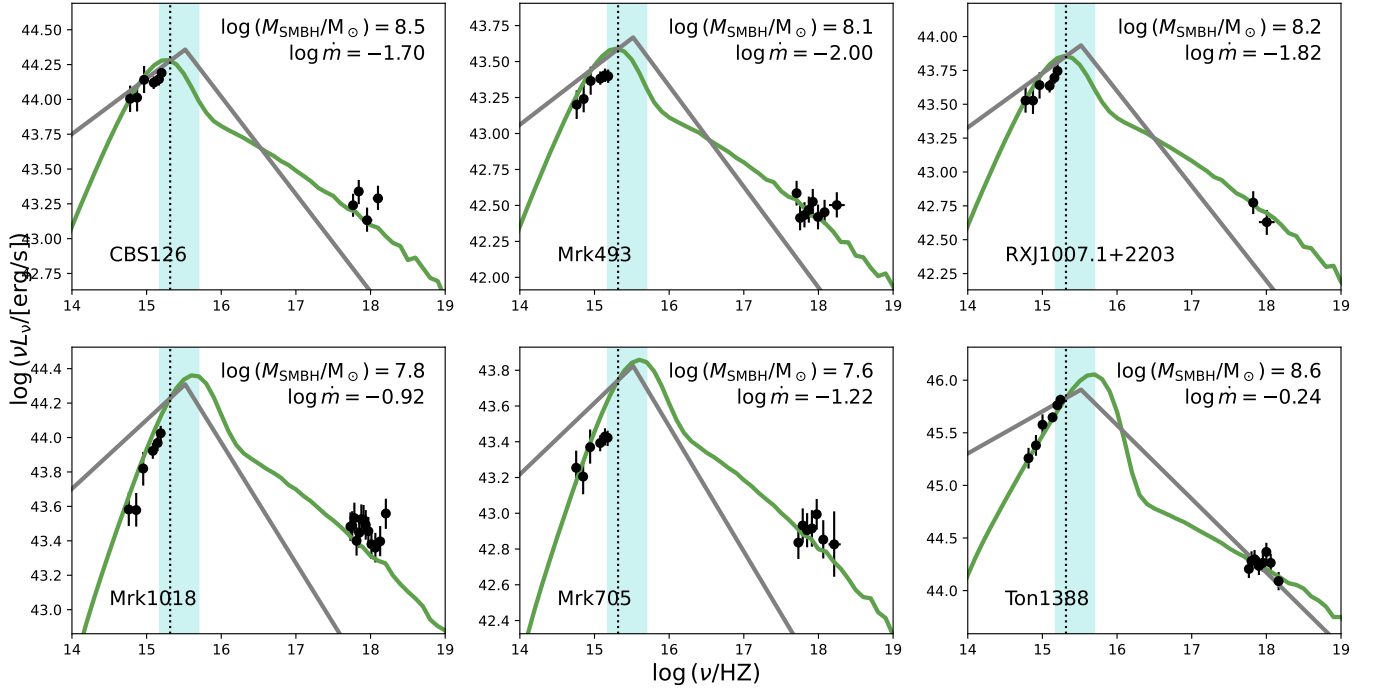 log (νLν/[erg/s])
44.50
44.25
44.00
43.75
43.50
43.25
43.00
42.75
log (M_SMBH/M_⊙) = 8.5
log ṁ = −1.70
CBS126
14 15 16 17 18 19
43.75
43.50
43.25
43.00
42.75
42.50
42.25
42.00
log (M_SMBH/M_⊙) = 8.1
log ṁ = −2.00
Mrk493
14 15 16 17 18 19
44.00
43.75
43.50
43.25
43.00
42.75
42.50
42.25
log (M_SMBH/M_⊙) = 8.2
log ṁ = −1.82
RXJ1007.1+2203
14 15 16 17 18 19
44.4
44.2
44.0
43.8
43.6
43.4
43.2
43.0
log (M_SMBH/M_⊙) = 7.8
log ṁ = −0.92
Mrk1018
14 15 16 17 18 19
43.8
43.6
43.4
43.2
43.0
42.8
42.6
42.4
log (M_SMBH/M_⊙) = 7.6
log ṁ = −1.22
Mrk705
14 15 16 17 18 19
46.0
45.5
45.0
44.5
44.0
log (M_SMBH/M_⊙) = 8.6
log ṁ = −0.24
Ton1388
14 15 16 17 18 19
log (ν/HZ)